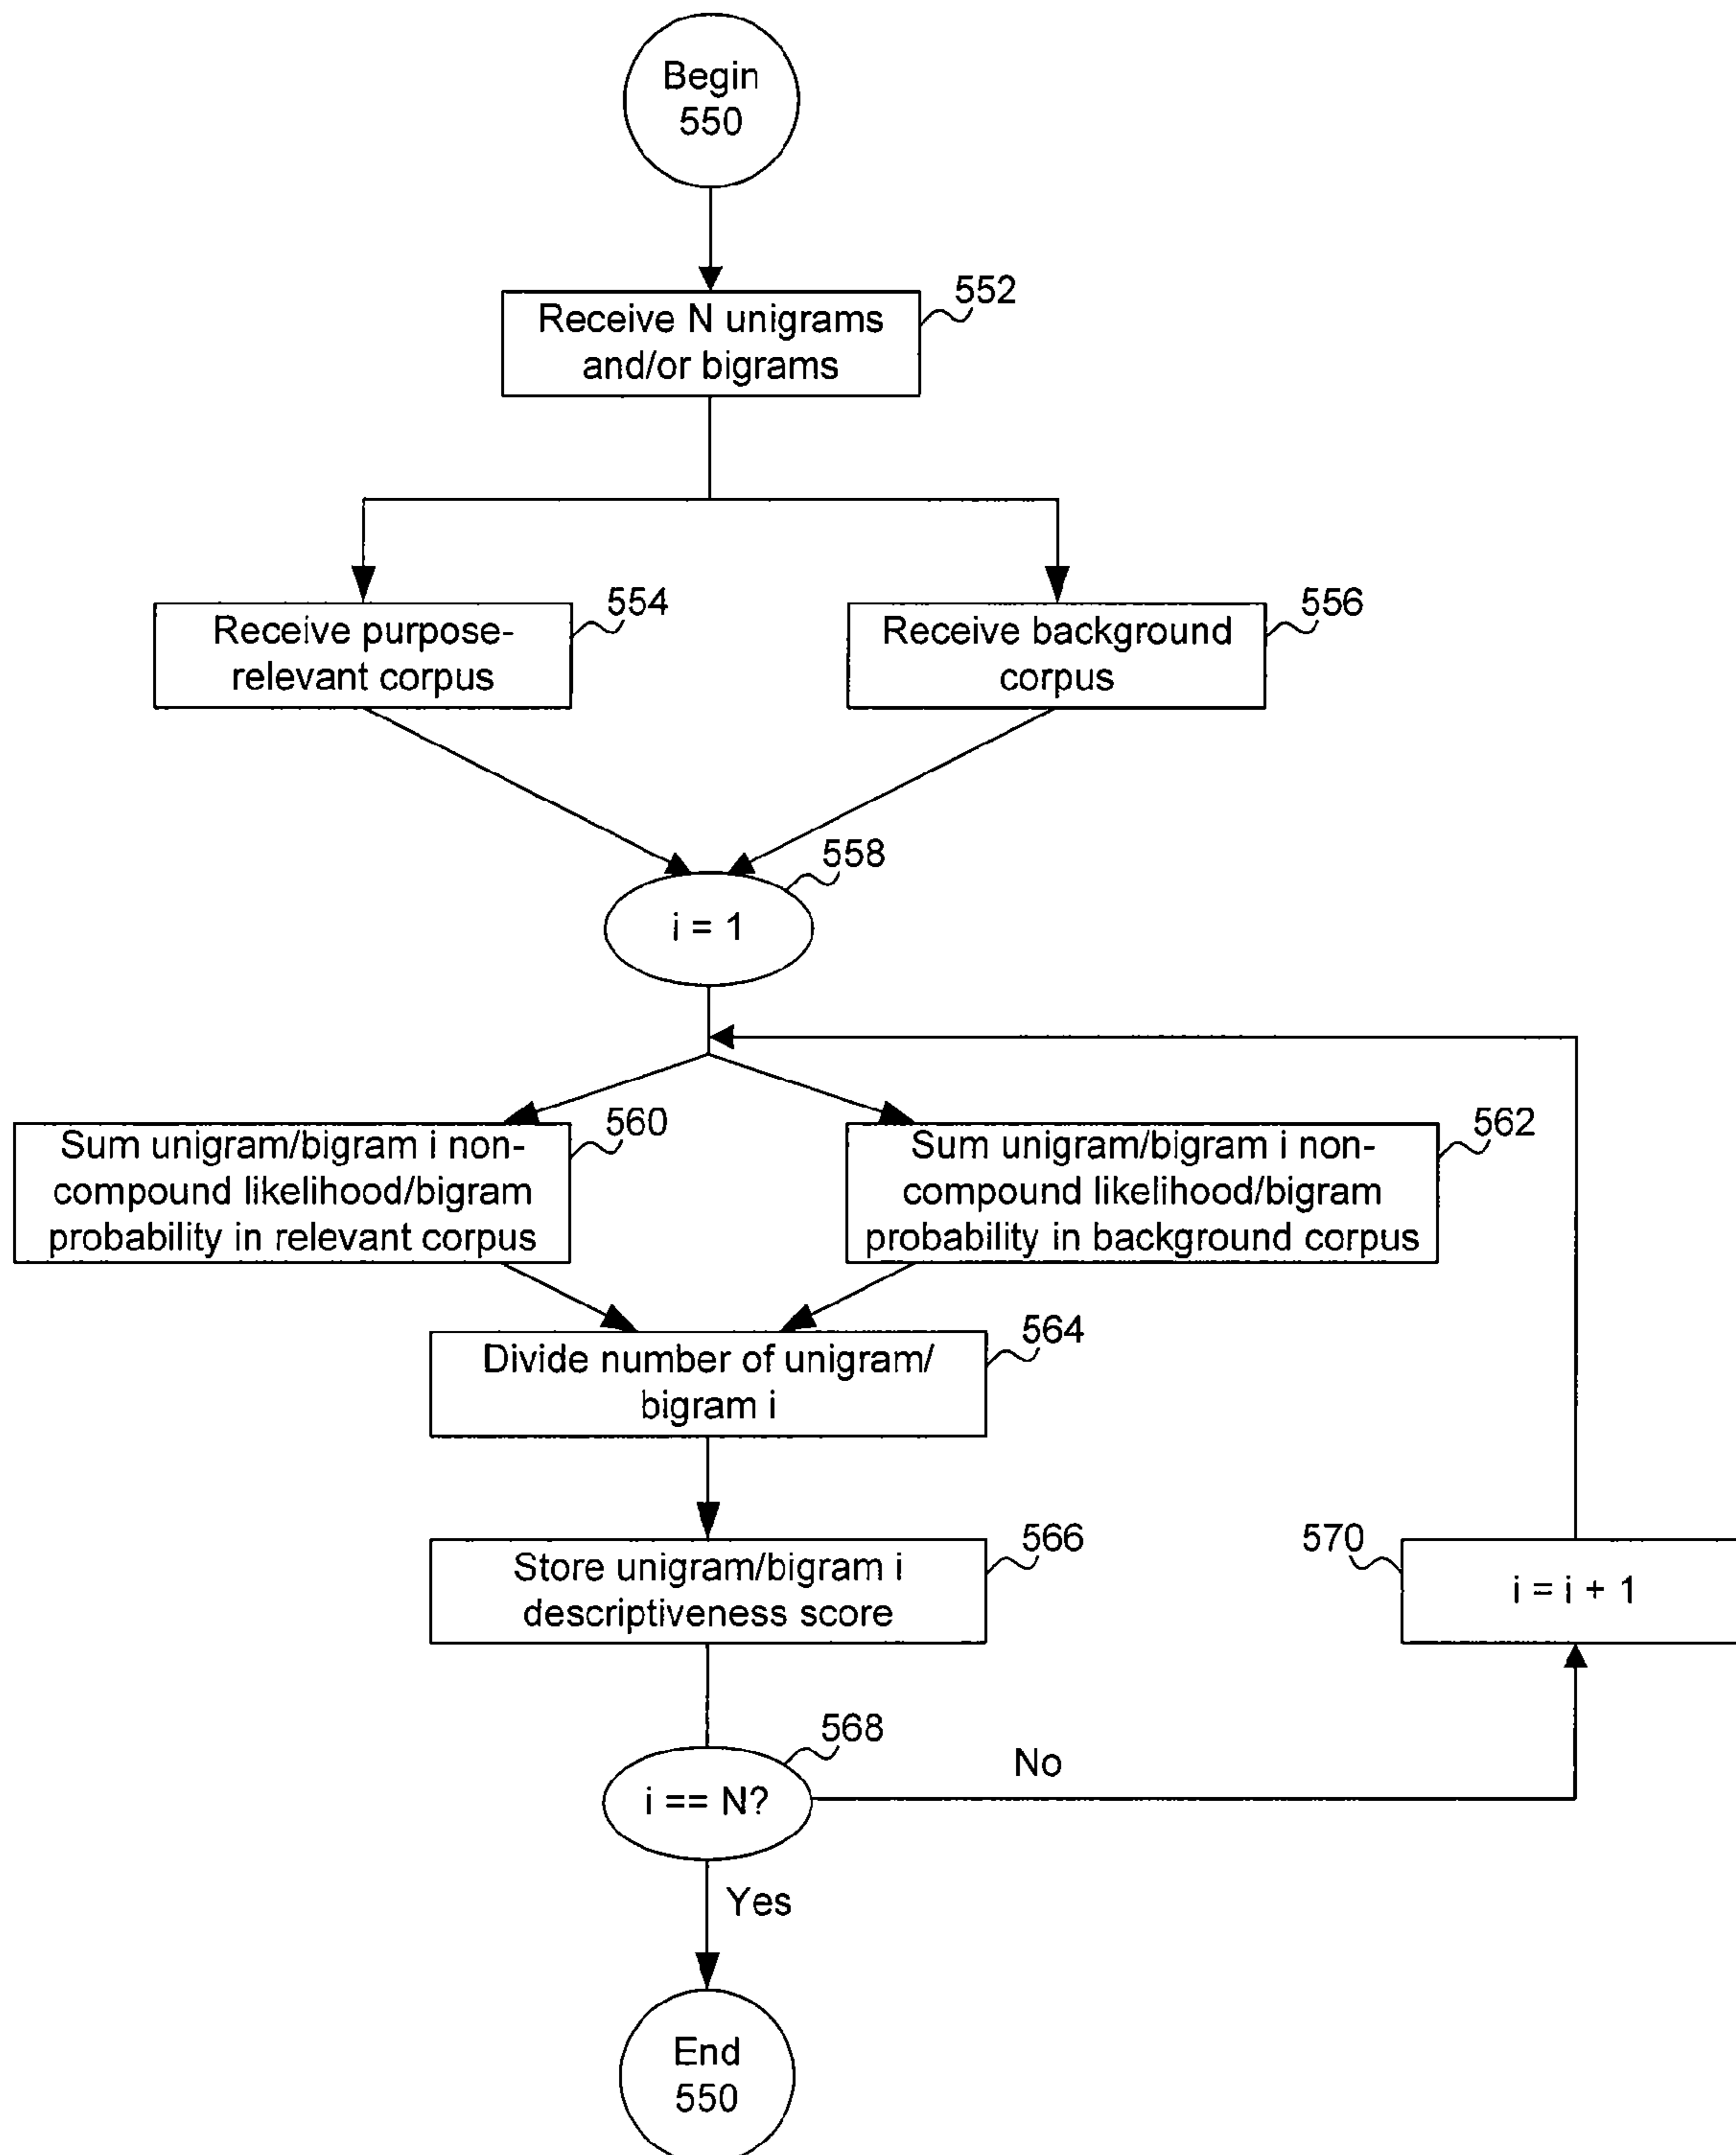 Begin
550
552
Receive N unigrams
and/or bigrams
554
Receive purpose-
relevant corpus
556
Receive background
corpus
558
i = 1
560
Sum unigram/bigram i non-
compound likelihood/bigram
probability in relevant corpus
562
Sum unigram/bigram i non-
compound likelihood/bigram
probability in background corpus
564
Divide number of unigram/
bigram i
566
Store unigram/bigram i
descriptiveness score
570
i = i + 1
568
i == N?
No
Yes
End
550